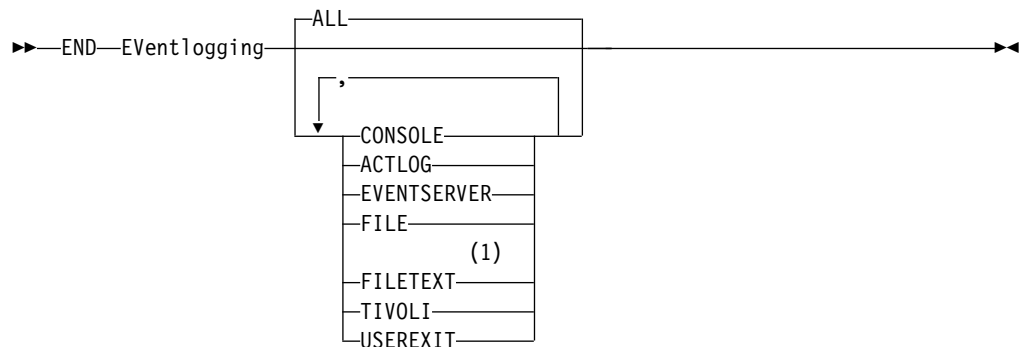 ALL
END EVentlogging
,
CONSOLE
ACTLOG
EVENTSERVER
FILE
(1)
FILETEXT
TIVOLI
USEREXIT